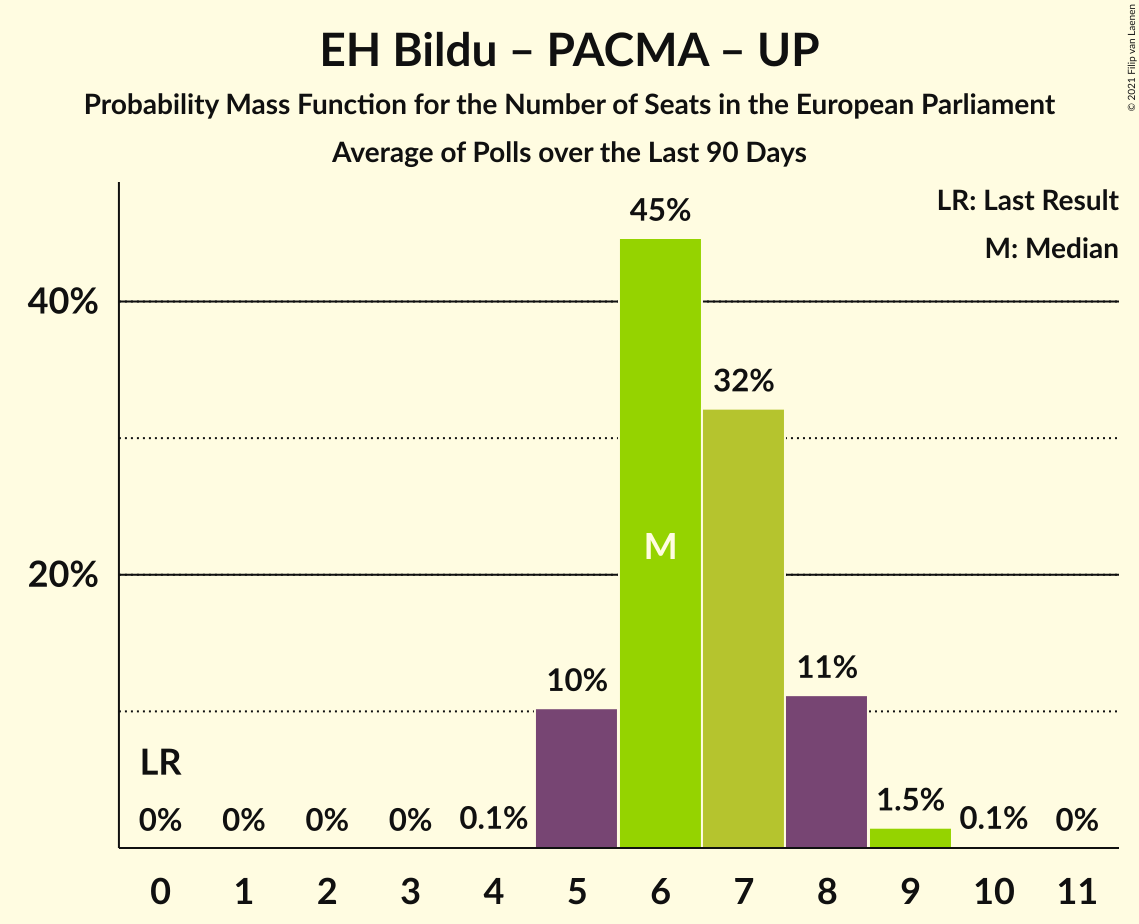 EH Bildu – PACMA – UP
Probability Mass Function for the Number of Seats in the European Parliament
Average of Polls over the Last 90 Days
© 2021 Filip van Laenen
LR: Last Result
M: Median
45%
40%
32%
M
20%
10%
11%
LR
0%
0%
0%
0%
0.1%
1.5%
0.1%
0%
0 1 2 3 4 5 6 7 8 9 10 11